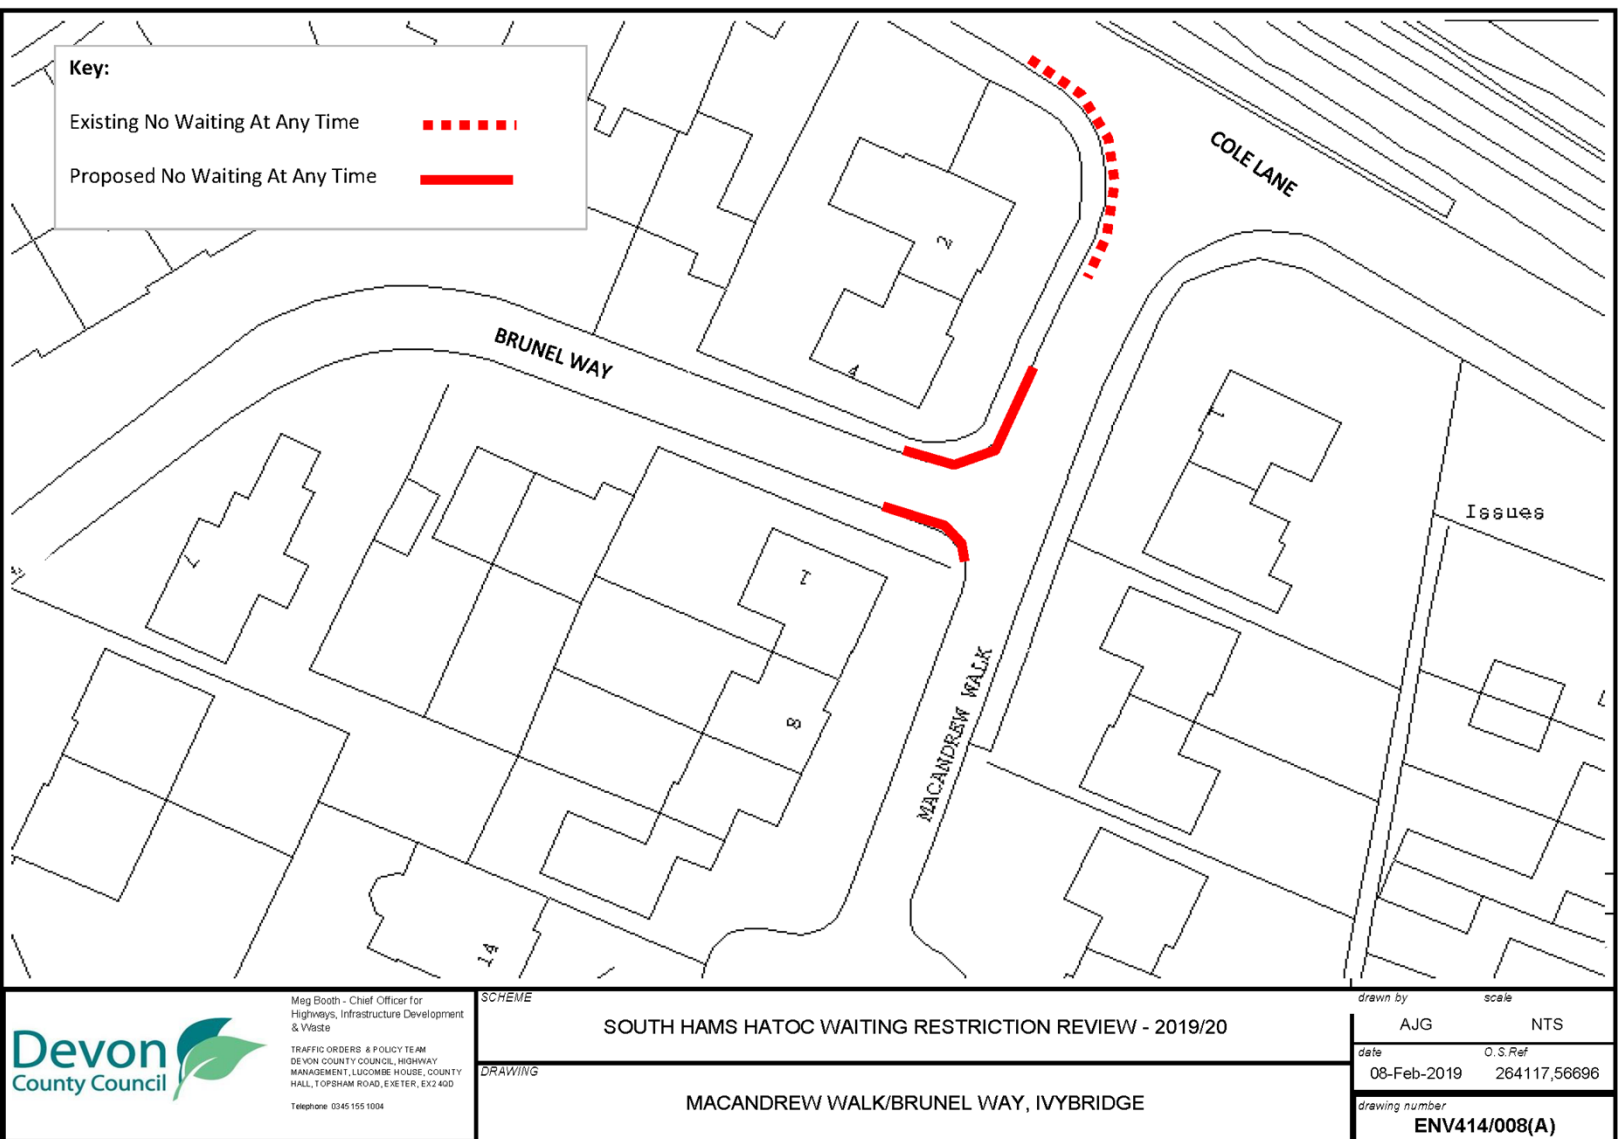 Key:
Existing No Waiting At Any Time
Proposed No Waiting At Any Time
COLE LANE
BRUNEL WAY
2
4
1
Issues
7
1
8
MACANDREW WALK
14
Devon
County Council
Meg Booth - Chief Officer for
Highways, Infrastructure Development
& Waste
TRAFFIC ORDERS & POLICY TEAM
DEVON COUNTY COUNCIL, HIGHWAY
MANAGEMENT, LUCOMBE HOUSE, COUNTY
HALL, TOPSHAM ROAD, EXETER, EX2 4QD
Telephone 0345 155 1004
SCHEME
SOUTH HAMS HATOC WAITING RESTRICTION REVIEW - 2019/20
DRAWING
MACANDREW WALK/BRUNEL WAY, IVYBRIDGE
drawn by
scale
AJG
NTS
date
O.S.Ref
08-Feb-2019
264117,56696
drawing number
ENV414/008(A)